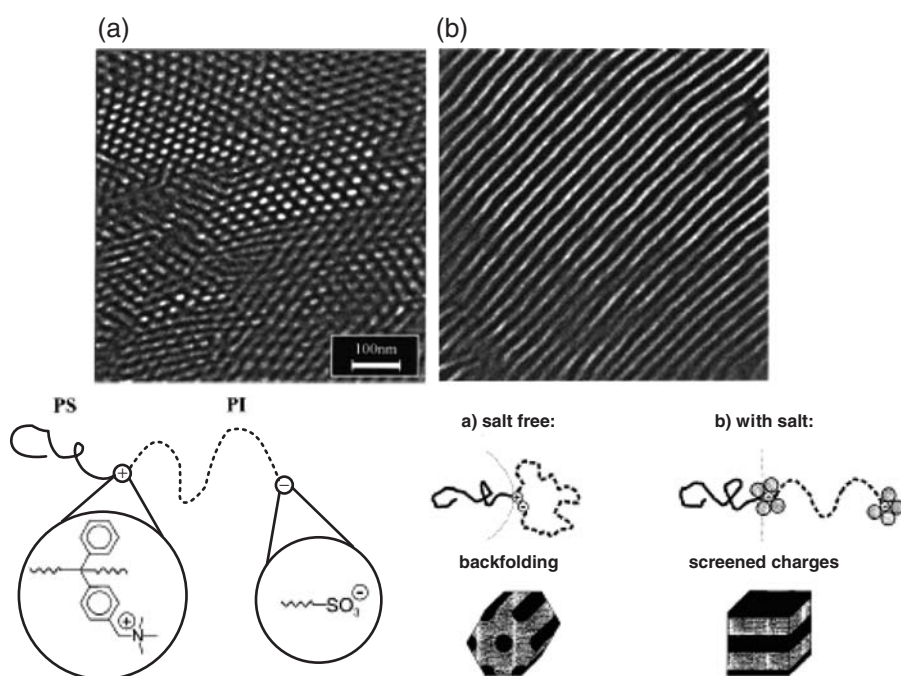 (a)
(b)
100nm
PS
PI
+
−
+
N
SO3−
a) salt free:
b) with salt:
+
−
backfolding
screened charges